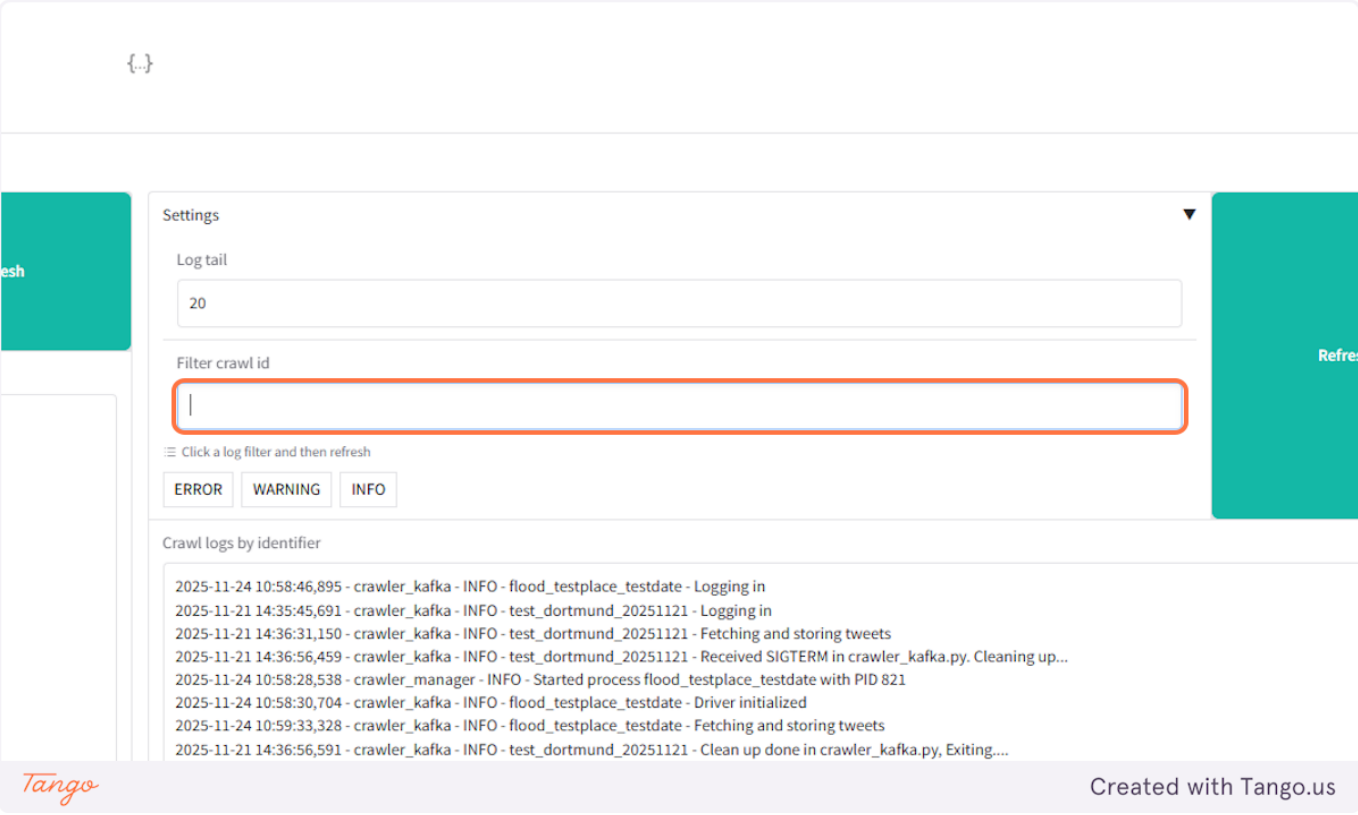 {...}
esh
Settings
▼
Log tail
20
Refres
Filter crawl id
Click a log filter and then refresh
ERROR WARNING INFO
Crawl logs by identifier
2025-11-24 10:58:46,895 - crawler_kafka - INFO - flood_testplace_testdate - Logging in
2025-11-21 14:35:45,691 - crawler_kafka - INFO - test_dortmund_20251121 - Logging in
2025-11-21 14:36:31,150 - crawler_kafka - INFO - test_dortmund_20251121 - Fetching and storing tweets
2025-11-21 14:36:56,459 - crawler_kafka - INFO - test_dortmund_20251121 - Received SIGTERM in crawler_kafka.py. Cleaning up...
2025-11-24 10:58:28,538 - crawler_manager - INFO - Started process flood_testplace_testdate with PID 821
2025-11-24 10:58:30,704 - crawler_kafka - INFO - flood_testplace_testdate - Driver initialized
2025-11-24 10:59:33,328 - crawler_kafka - INFO - flood_testplace_testdate - Fetching and storing tweets
2025-11-21 14:36:56,591 - crawler_kafka - INFO - test_dortmund_20251121 - Clean up done in crawler_kafka.py, Exiting....
Tango
Created with Tango.us